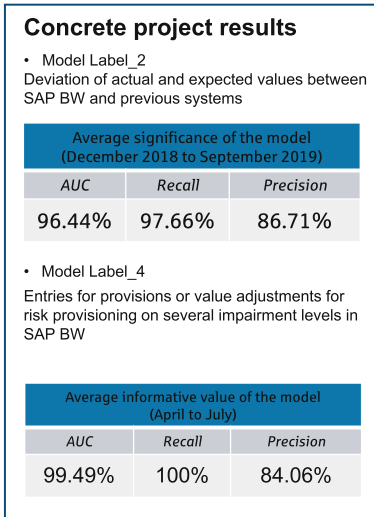 Concrete project results
• Model Label_2
Deviation of actual and expected values between
SAP BW and previous systems
Average significance of the model
(December 2018 to September 2019)
AUC Recall Precision
96.44% 97.66% 86.71%
• Model Label_4
Entries for provisions or value adjustments for
risk provisioning on several impairment levels in
SAP BW
Average informative value of the model
(April to July)
AUC Recall Precision
99.49% 100% 84.06%